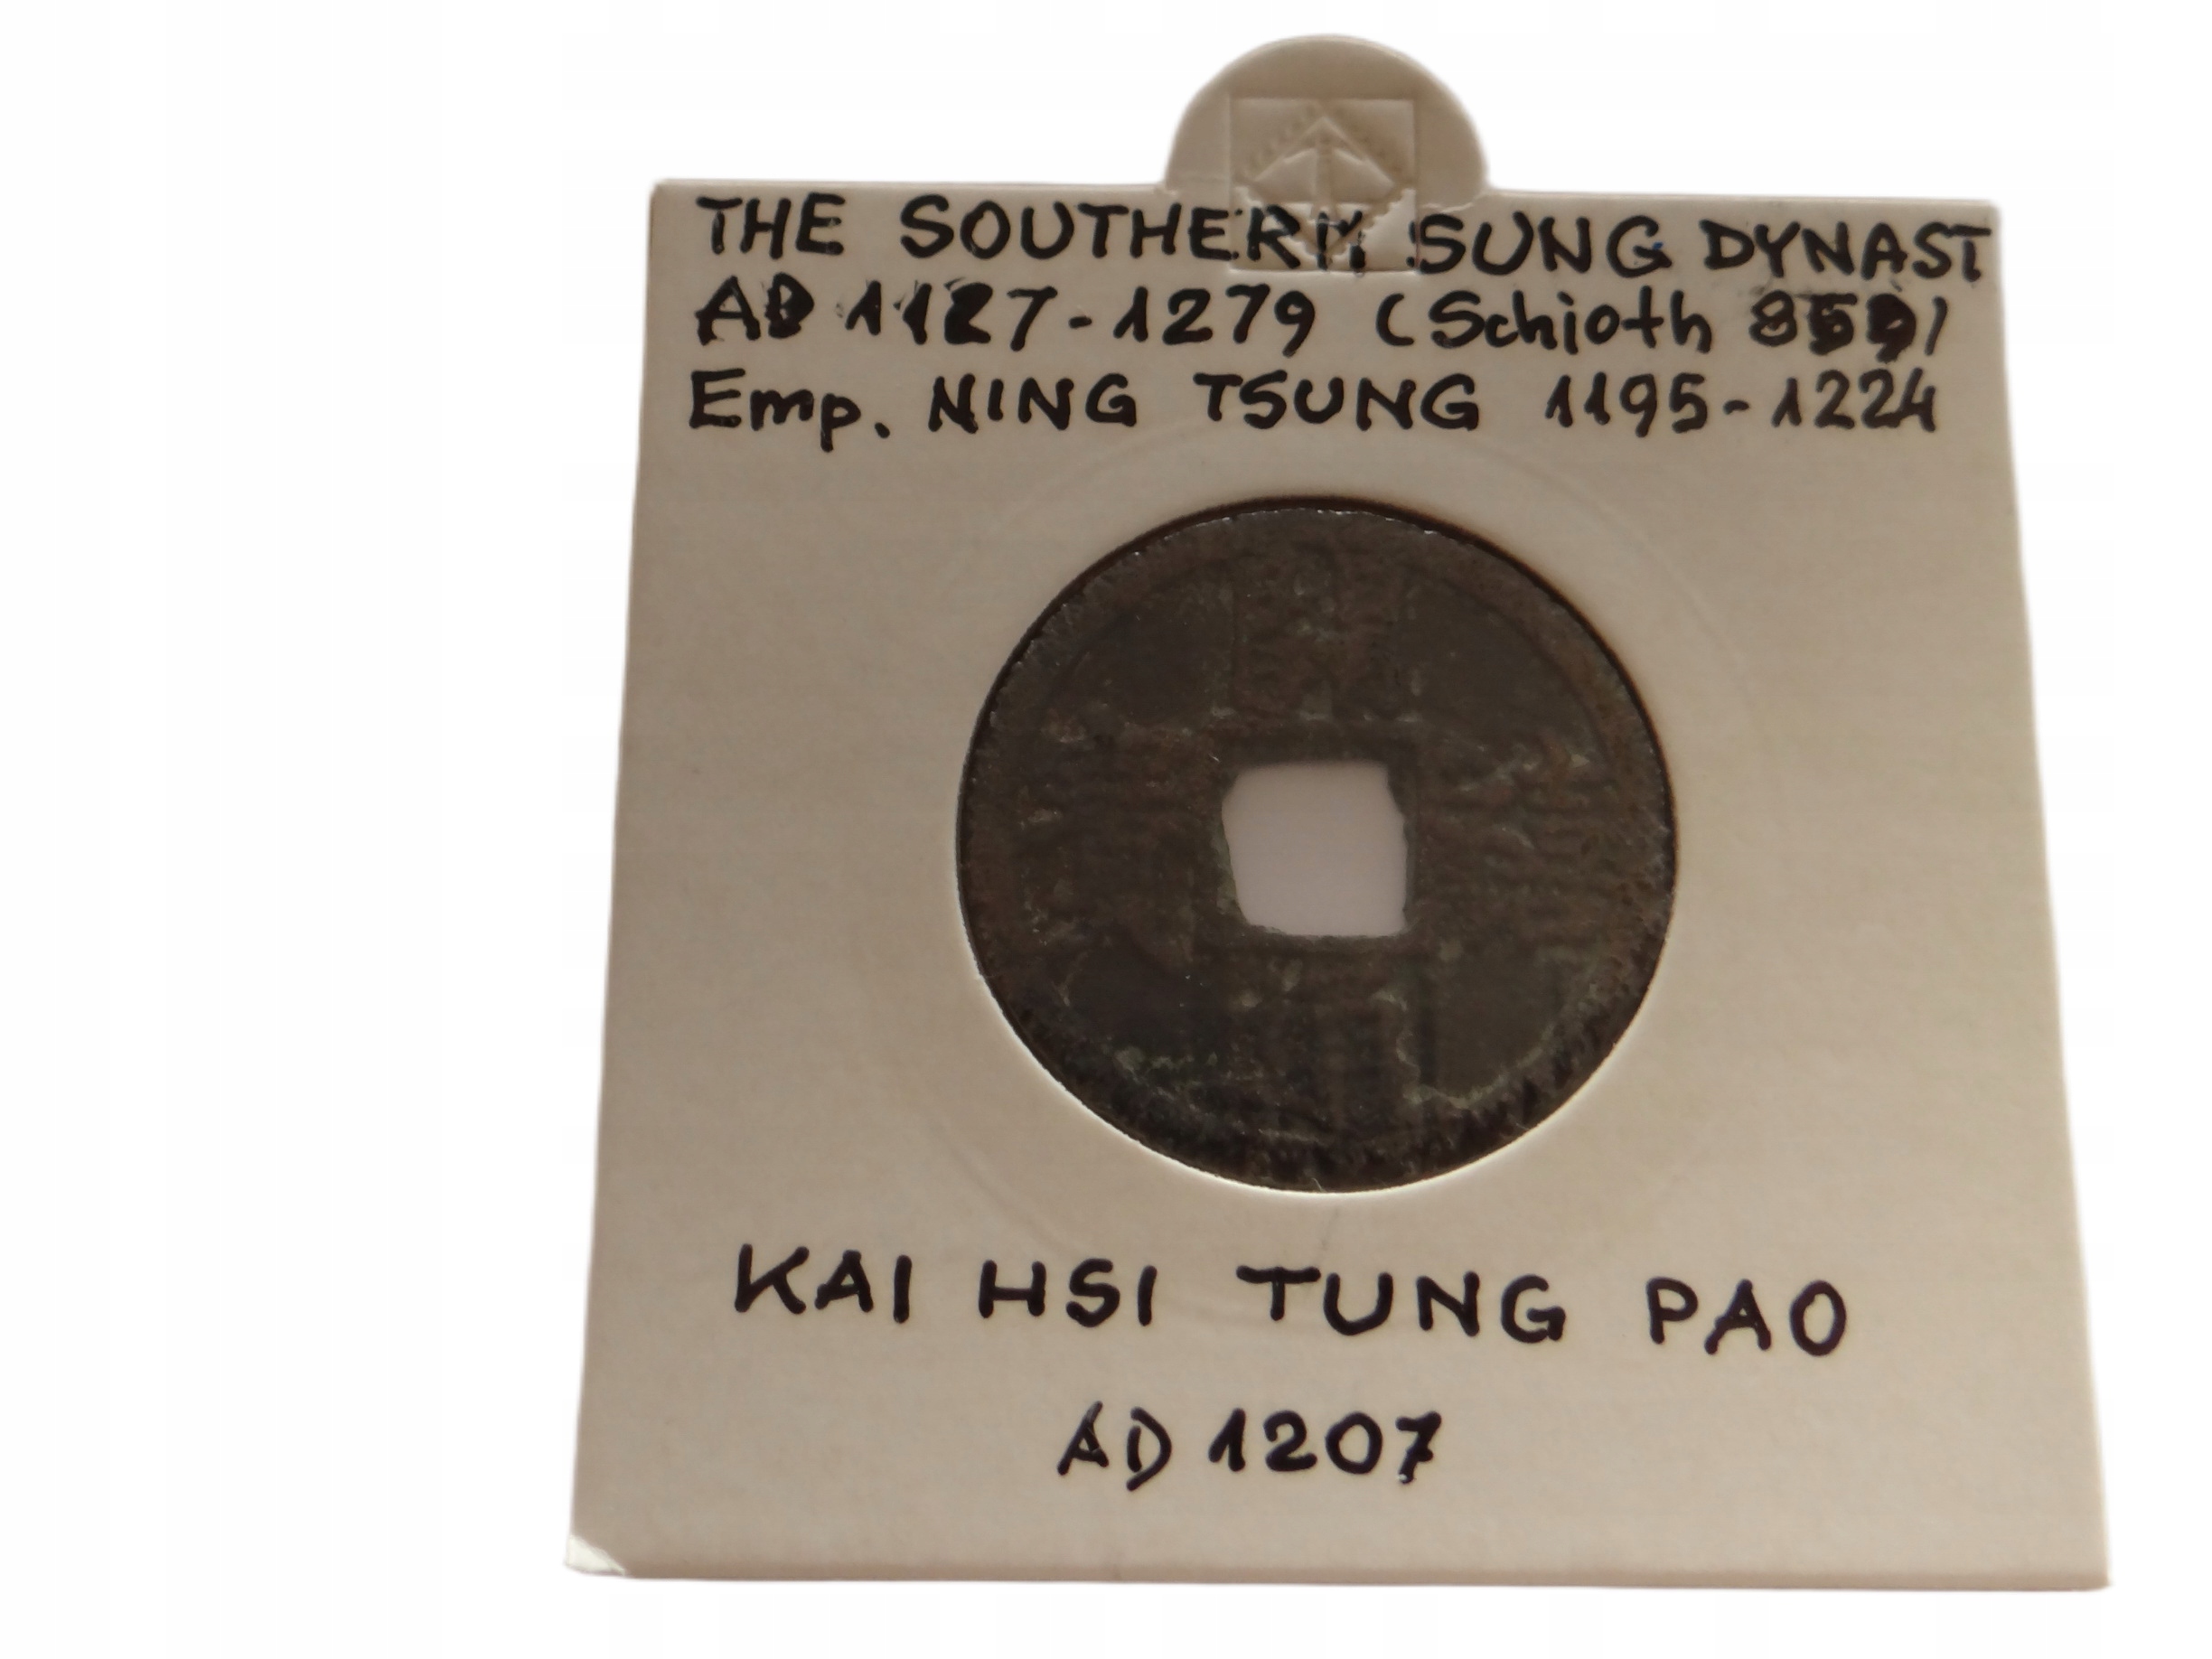 THE SOUTHERN SUNG DYNAST
AD 1127-1279 (Schioth 859)
Emp. NING TSUNG 1195-1224
KAI HSI TUNG PAO
AD 1207